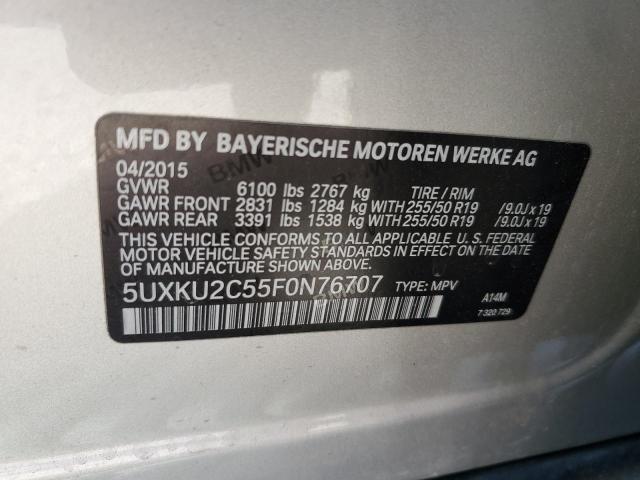 MFD BY BAYERISCHE MOTOREN WERKE AG
04/2015
GVWR 6100 lbs 2767 kg TIRE / RIM
GAWR FRONT 2831 lbs 1284 kg WITH 255/50 R19 /9.0J x 19
GAWR REAR 3391 lbs 1538 kg WITH 255/50 R19 /9.0J x 19
THIS VEHICLE CONFORMS TO ALL APPLICABLE U. S. FEDERAL
MOTOR VEHICLE SAFETY STANDARDS IN EFFECT ON THE DATE
OF MANUFACTURE SHOWN ABOVE.
5UXKU2C55F0N76707 TYPE: MPV
A14M
7 320 729